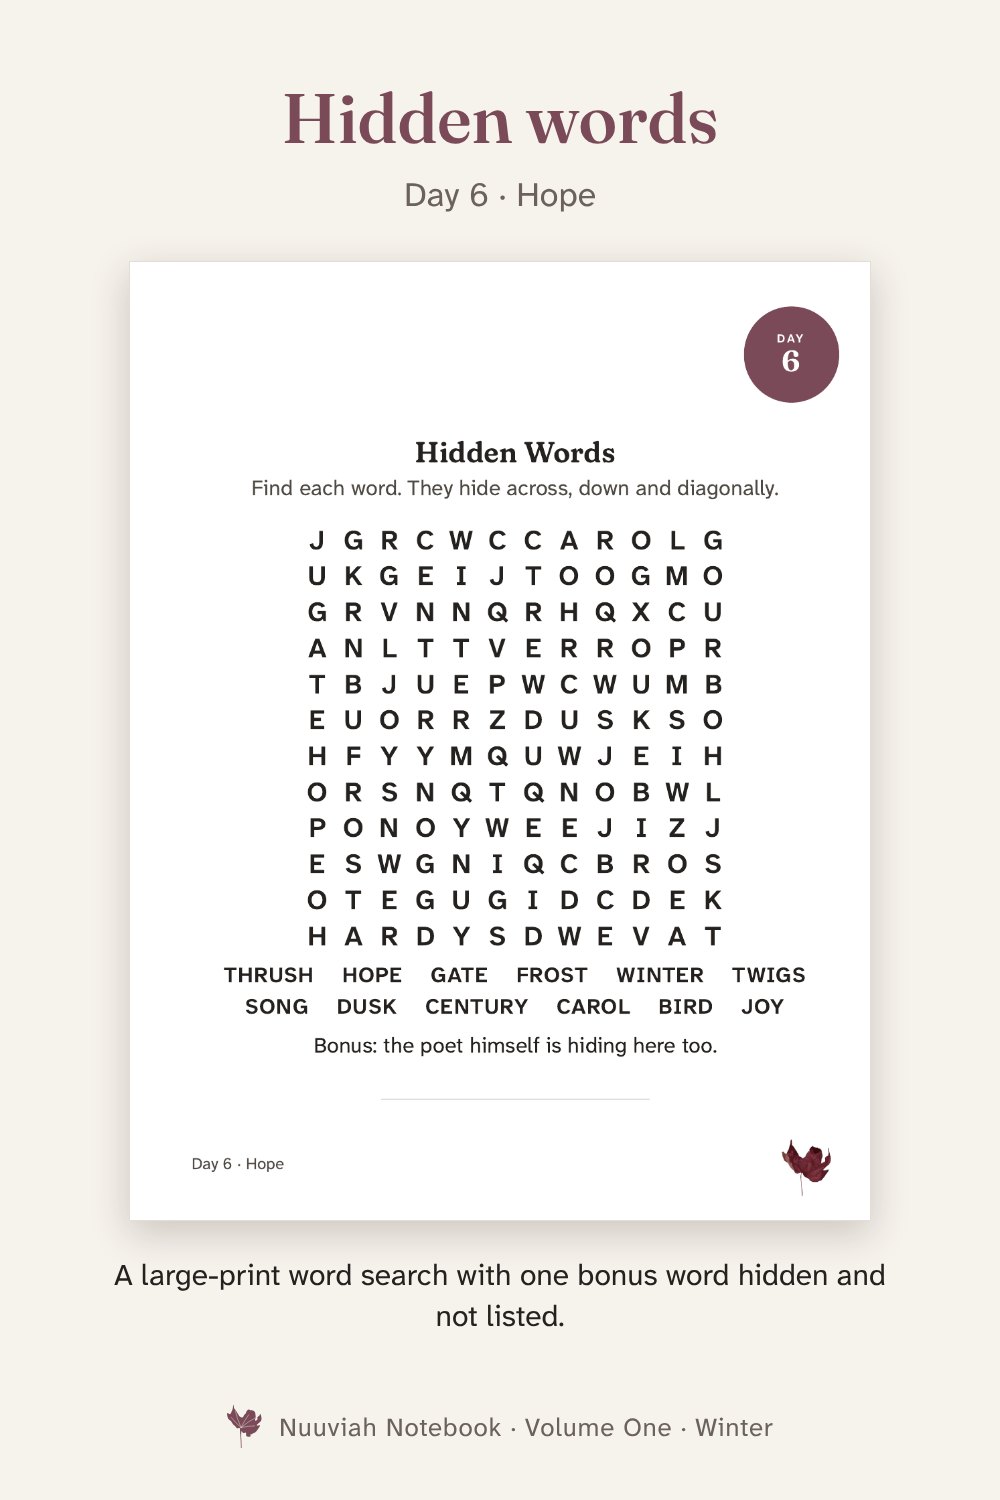 Hidden words
Day 6 · Hope
DAY
6
Hidden Words
Find each word. They hide across, down and diagonally.
J G R C W C C A R O L G
U K G E I J T O O G M O
G R V N N Q R H Q X C U
A N L T T V E R R O P R
T B J U E P W C W U M B
E U O R R Z D U S K S O
H F Y Y M Q U W J E I H
O R S N Q T Q N O B W L
P O N O Y W E E J I Z J
E S W G N I Q C B R O S
O T E G U G I D C D E K
H A R D Y S D W E V A T
THRUSH HOPE GATE FROST WINTER TWIGS
SONG DUSK CENTURY CAROL BIRD JOY
Bonus: the poet himself is hiding here too.
Day 6 · Hope
A large-print word search with one bonus word hidden and
not listed.
Nuuviah Notebook · Volume One · Winter